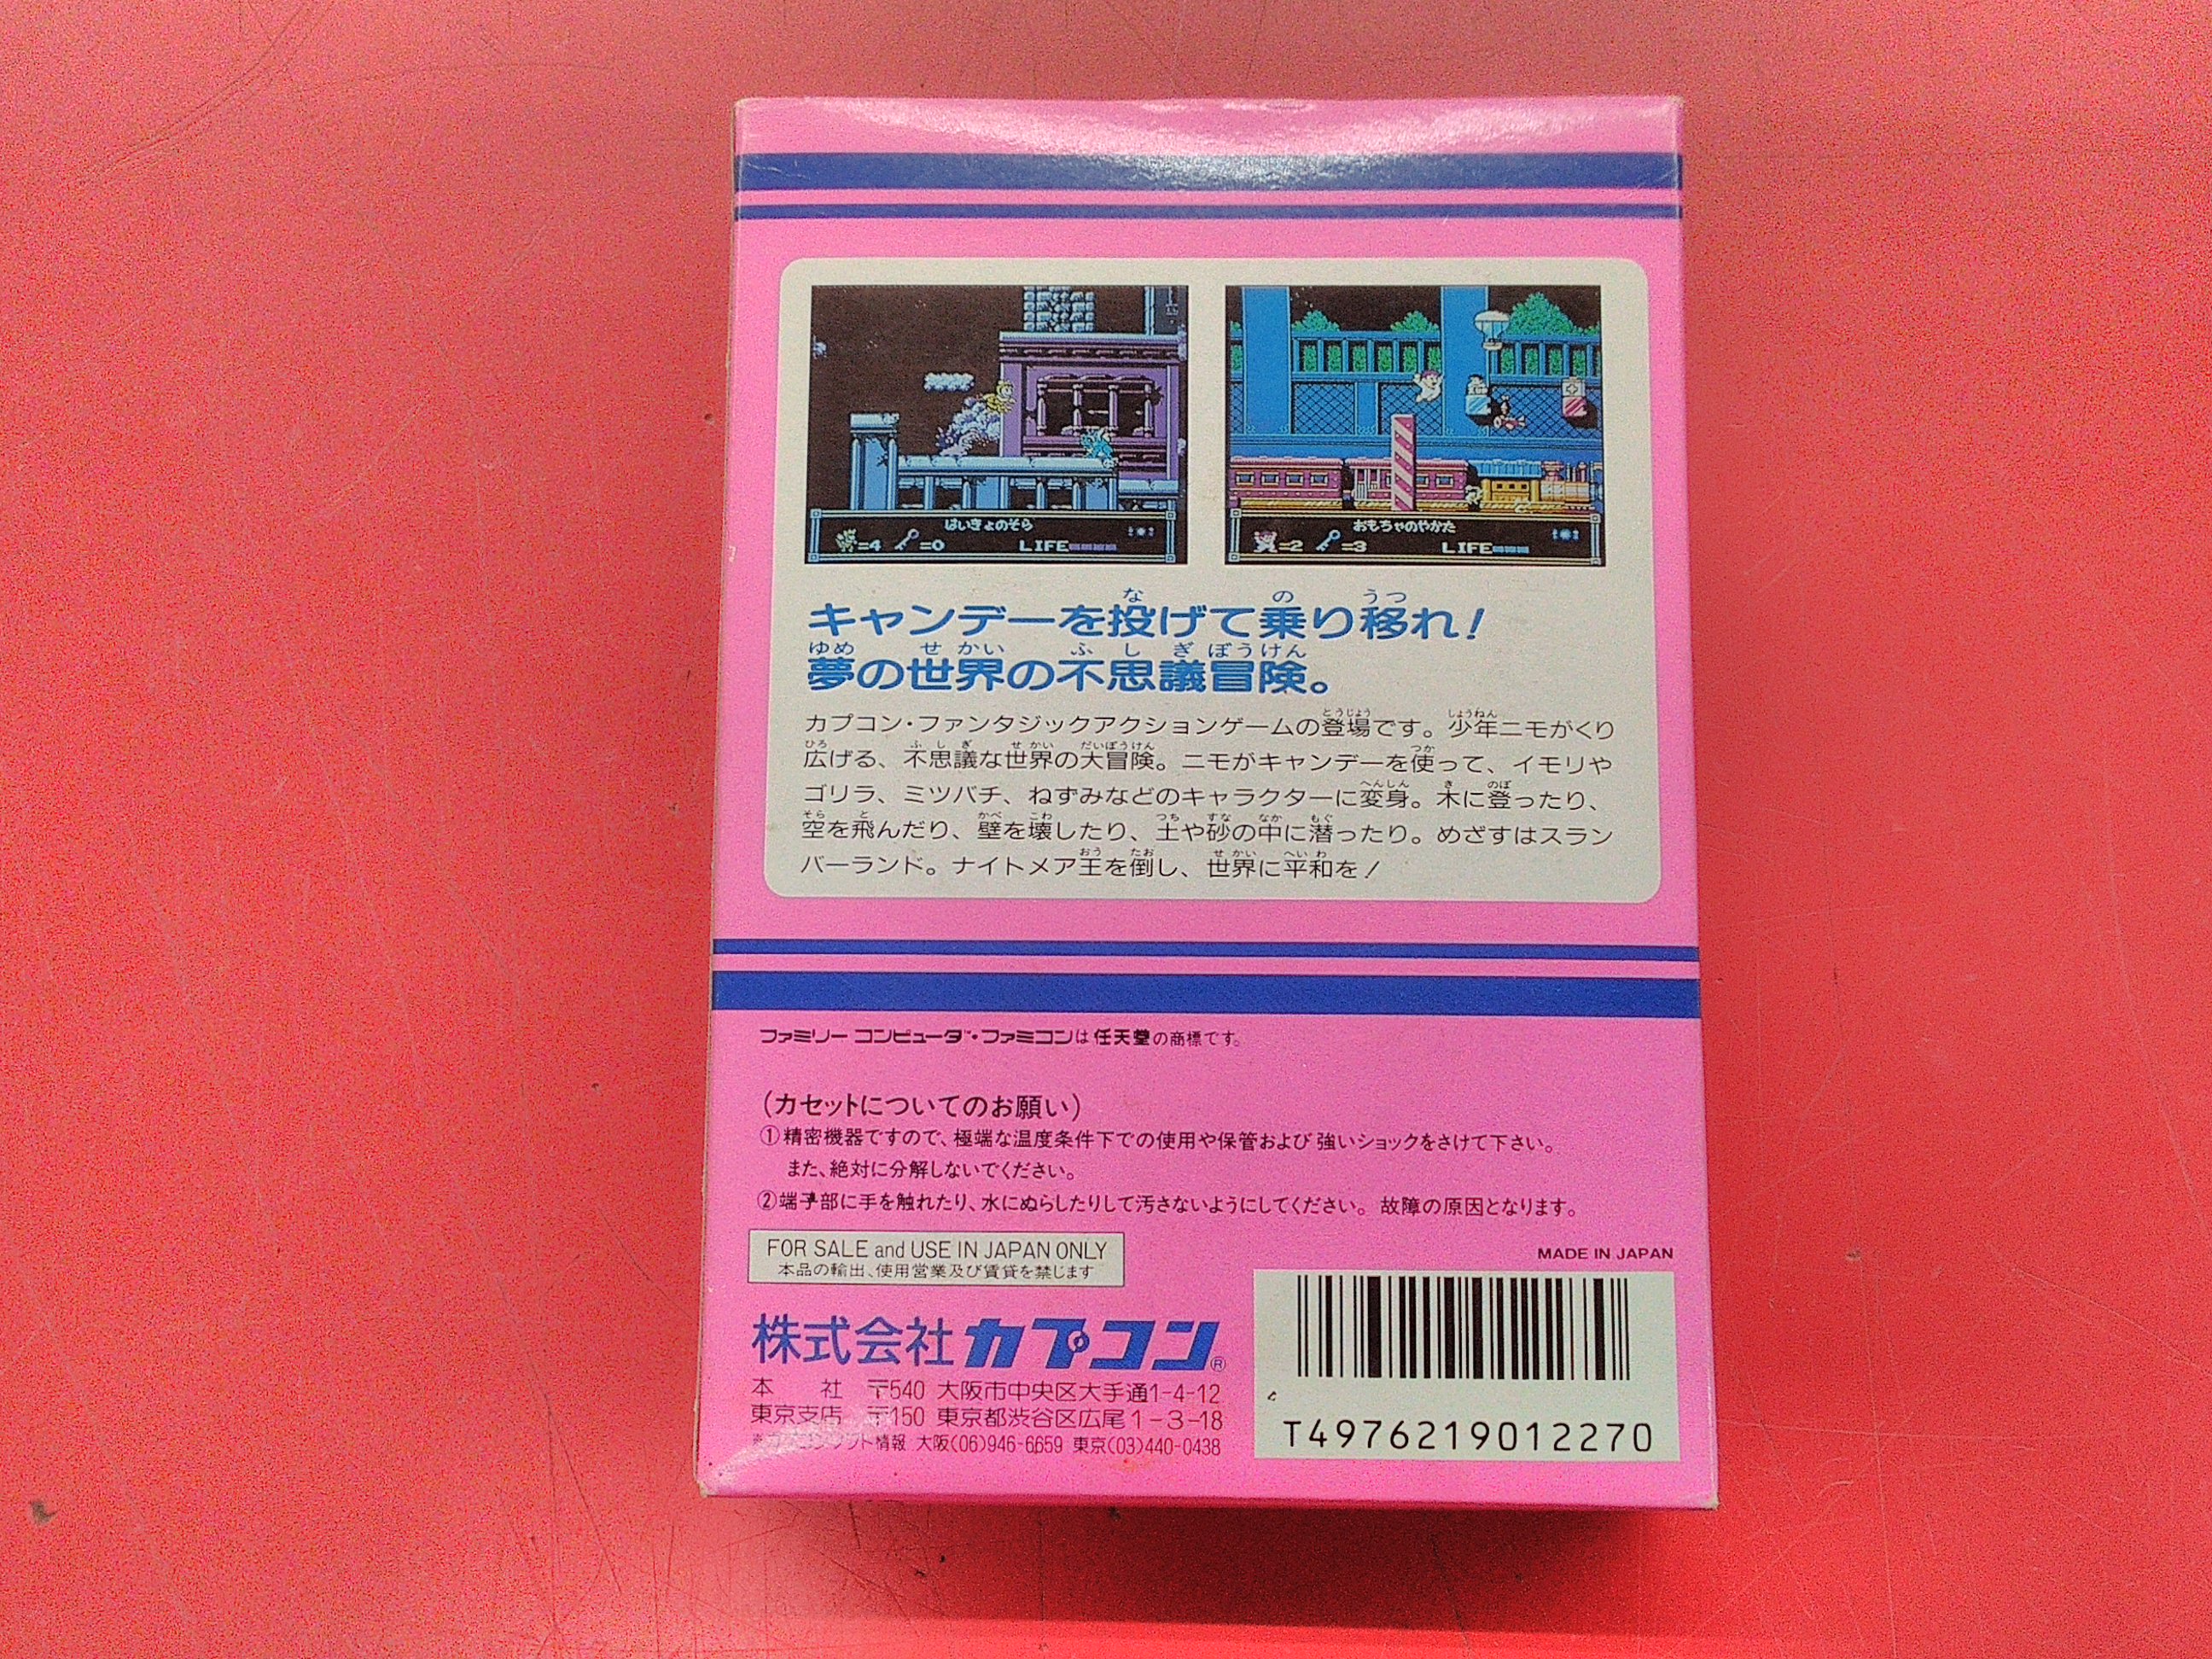 はいきょのそら
=4 =0 LIFE
おもちゃのやかた
=2 =3 LIFE
キャンデーを投げて乗り移れ!
夢の世界の不思議冒険。
カプコン・ファンタジックアクションゲームの登場です。少年ニモがくり
広げる、不思議な世界の大冒険。ニモがキャンデーを使って、イモリや
ゴリラ、ミツバチ、ねずみなどのキャラクターに変身。木に登ったり、
空を飛んだり、壁を壊したり、土や砂の中に潜ったり。めざすはスラン
バーランド。ナイトメア王を倒し、世界に平和を!
ファミリーコンピュータ™・ファミコンは任天堂の商標です。
(カセットについてのお願い)
①精密機器ですので、極端な温度条件下での使用や保管および強いショックをさけて下さい。
また、絶対に分解しないでください。
②端子部に手を触れたり、水にぬらしたりして汚さないようにしてください。故障の原因となります。
FOR SALE and USE IN JAPAN ONLY
本品の輸出、使用営業及び賃貸を禁じます
MADE IN JAPAN
株式会社カプコン®
本 社 〒540 大阪市中央区大手通1-4-12
東京支店 〒150 東京都渋谷区広尾1-3-18
情報 大阪(06)946-6659 東京(03)440-0438
T4976219012270